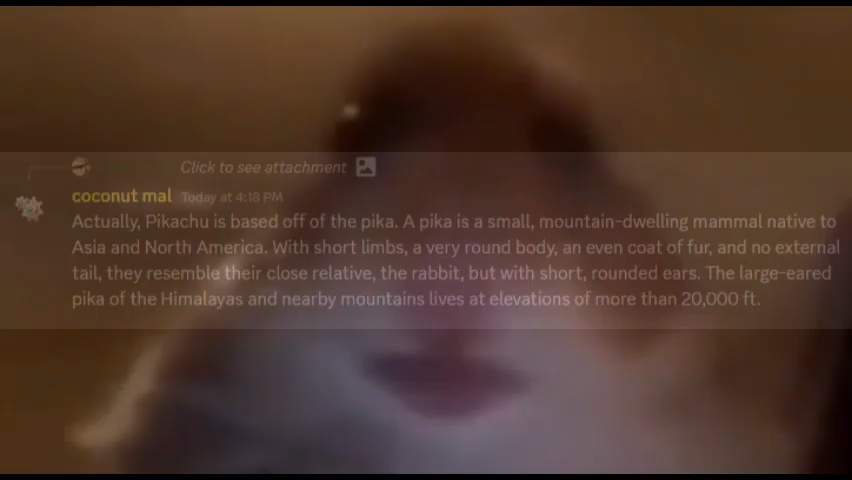 Click to see attachment
coconut mal Today at 4:18 PM
Actually, Pikachu is based off of the pika. A pika is a small, mountain-dwelling mammal native to
Asia and North America. With short limbs, a very round body, an even coat of fur, and no external
tail, they resemble their close relative, the rabbit, but with short, rounded ears. The large-eared
pika of the Himalayas and nearby mountains lives at elevations of more than 20,000 ft.